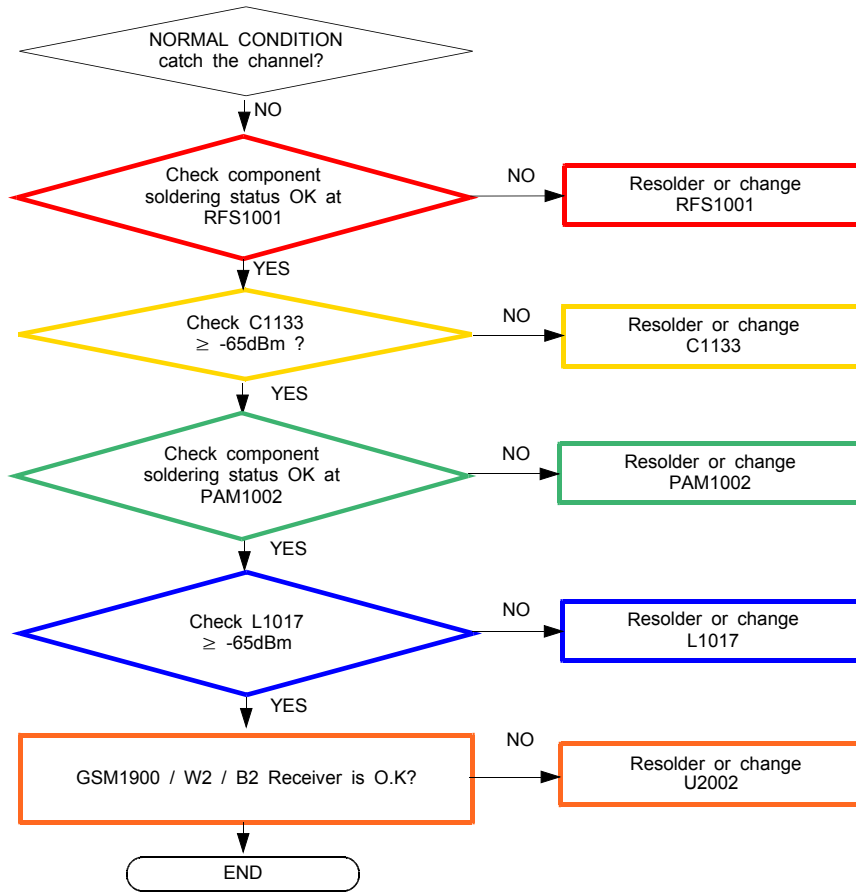 NORMAL CONDITION
catch the channel?
NO
Check component
soldering status OK at
RFS1001
NO
Resolder or change
RFS1001
YES
Check C1133
≥ -65dBm ?
NO
Resolder or change
C1133
YES
Check component
soldering status OK at
PAM1002
NO
Resolder or change
PAM1002
YES
Check L1017
≥ -65dBm
NO
Resolder or change
L1017
YES
GSM1900 / W2 / B2 Receiver is O.K?
NO
Resolder or change
U2002
END